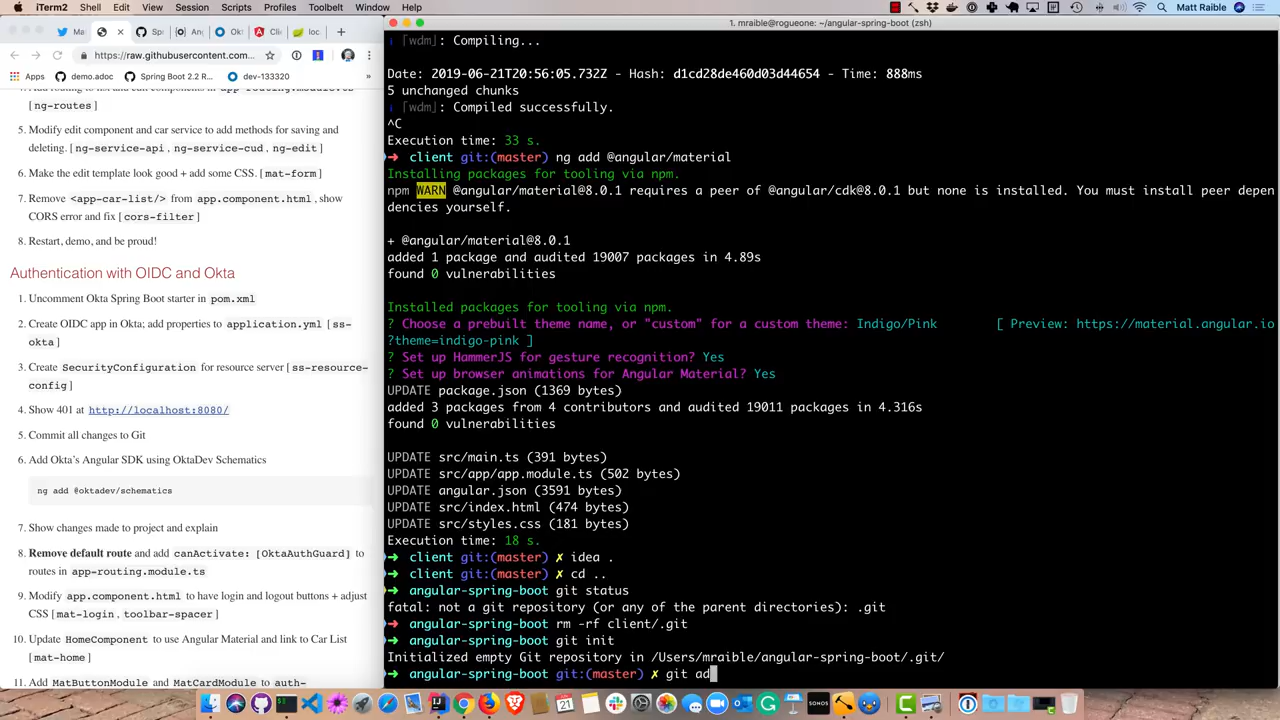 iTerm2 Shell Edit View Session Scripts Profiles Toolbelt Window Help
Matt Raible
1. mraible@rogueone: ~/angular-spring-boot (zsh)
https://raw.githubusercontent.com...
Apps demo.adoc Spring Boot 2.2 R... dev-133320 »
[ng-routes]
5. Modify edit component and car service to add methods for saving and
deleting. [ng-service-api, ng-service-cud, ng-edit]
6. Make the edit template look good + add some CSS. [mat-form]
7. Remove <app-car-list/> from app.component.html, show
CORS error and fix [cors-filter]
8. Restart, demo, and be proud!
Authentication with OIDC and Okta
1. Uncomment Okta Spring Boot starter in pom.xml
2. Create OIDC app in Okta; add properties to application.yml [ss-
okta]
3. Create SecurityConfiguration for resource server [ss-resource-
config]
4. Show 401 at http://localhost:8080/
5. Commit all changes to Git
6. Add Okta's Angular SDK using OktaDev Schematics
ng add @oktadev/schematics
7. Show changes made to project and explain
8. Remove default route and add canActivate: [OktaAuthGuard] to
routes in app-routing.module.ts
9. Modify app.component.html to have login and logout buttons + adjust
CSS [mat-login, toolbar-spacer]
10. Update HomeComponent to use Angular Material and link to Car List
[mat-home]
11. Add MatButtonModule and MatCardModule to auth-
↓ ｢wdm｣: Compiling...
Date: 2019-06-21T20:56:05.732Z - Hash: d1cd28de460d03d44654 - Time: 888ms
5 unchanged chunks
↓ ｢wdm｣: Compiled successfully.
^C
Execution time: 33 s.
➜ client git:(master) ng add @angular/material
Installing packages for tooling via npm.
npm WARN @angular/material@8.0.1 requires a peer of @angular/cdk@8.0.1 but none is installed. You must install peer depen
dencies yourself.
+ @angular/material@8.0.1
added 1 package and audited 19007 packages in 4.89s
found 0 vulnerabilities
Installed packages for tooling via npm.
? Choose a prebuilt theme name, or "custom" for a custom theme: Indigo/Pink [ Preview: https://material.angular.io
?theme=indigo-pink ]
? Set up HammerJS for gesture recognition? Yes
? Set up browser animations for Angular Material? Yes
UPDATE package.json (1369 bytes)
added 3 packages from 4 contributors and audited 19011 packages in 4.316s
found 0 vulnerabilities
UPDATE src/main.ts (391 bytes)
UPDATE src/app/app.module.ts (502 bytes)
UPDATE angular.json (3591 bytes)
UPDATE src/index.html (474 bytes)
UPDATE src/styles.css (181 bytes)
Execution time: 18 s.
➜ client git:(master) ✗ idea .
➜ client git:(master) ✗ cd ..
➜ angular-spring-boot git status
fatal: not a git repository (or any of the parent directories): .git
➜ angular-spring-boot rm -rf client/.git
➜ angular-spring-boot git init
Initialized empty Git repository in /Users/mraible/angular-spring-boot/.git/
➜ angular-spring-boot git:(master) ✗ git ad